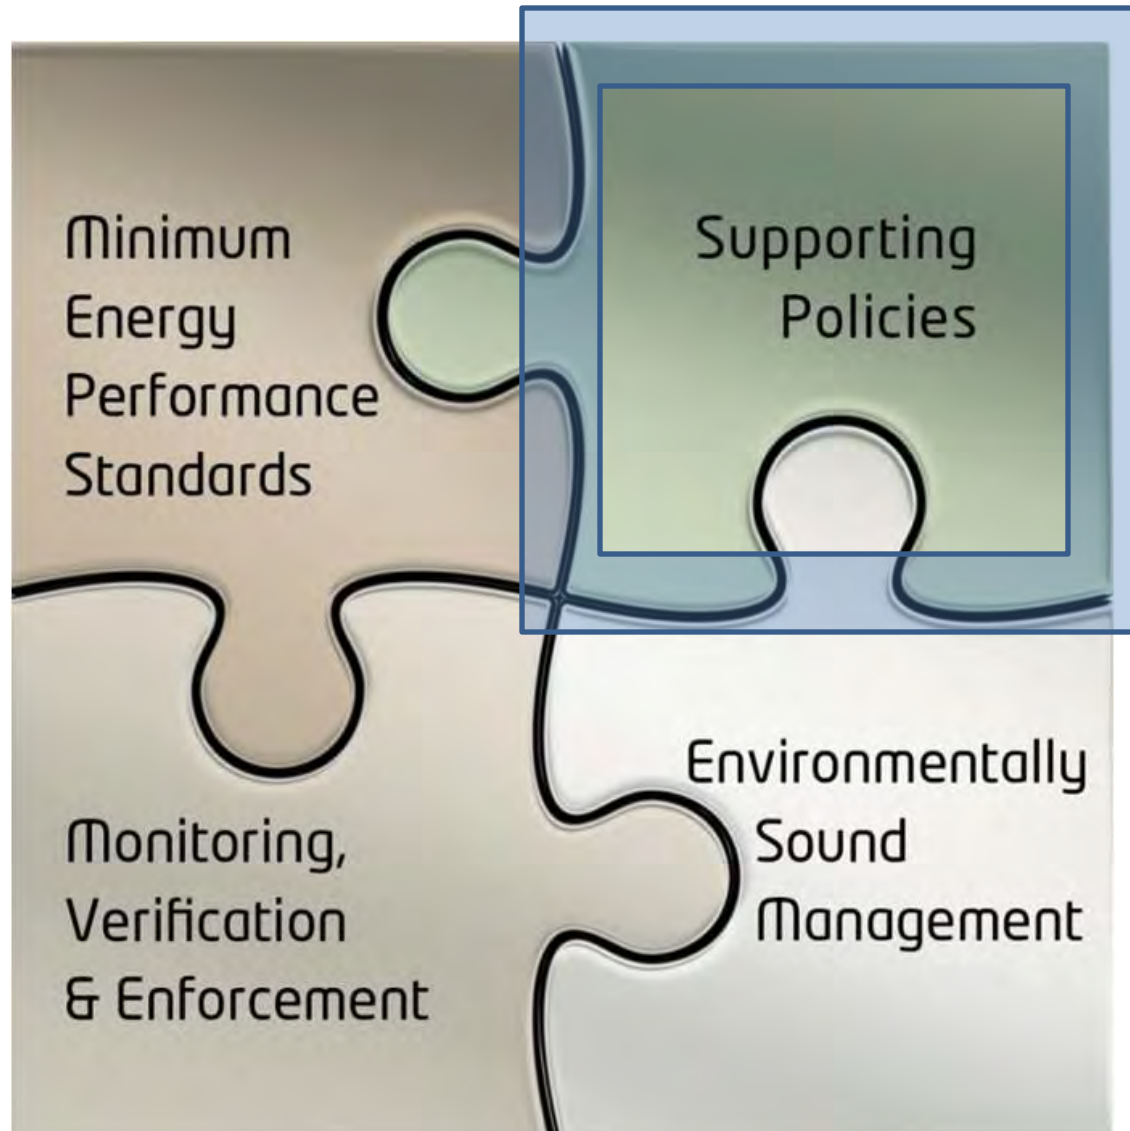 Minimum
Energy
Performance
Standards
Supporting
Policies
Monitoring,
Verification
& Enforcement
Environmentally
Sound
Management